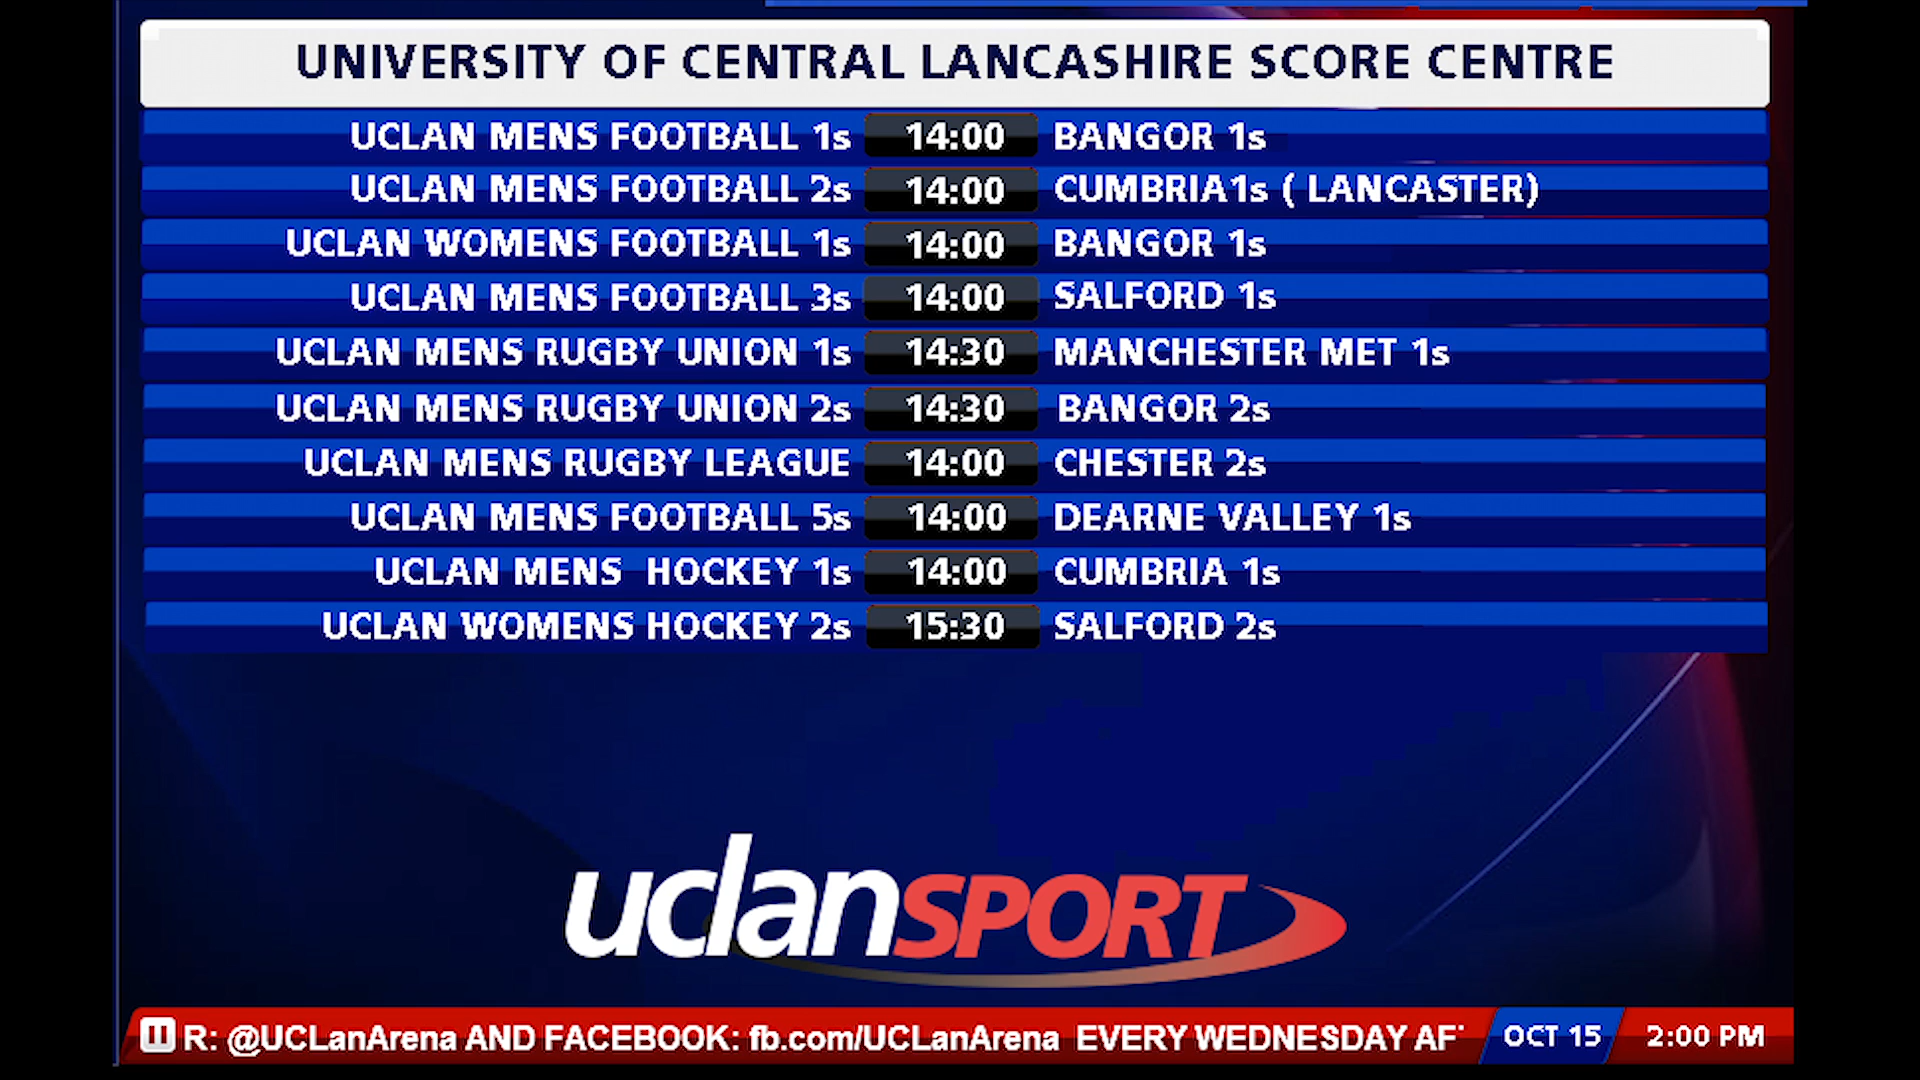 UNIVERSITY OF CENTRAL LANCASHIRE SCORE CENTRE
UCLAN MENS FOOTBALL 1s 14:00 BANGOR 1s
UCLAN MENS FOOTBALL 2s 14:00 CUMBRIA1s ( LANCASTER)
UCLAN WOMENS FOOTBALL 1s 14:00 BANGOR 1s
UCLAN MENS FOOTBALL 3s 14:00 SALFORD 1s
UCLAN MENS RUGBY UNION 1s 14:30 MANCHESTER MET 1s
UCLAN MENS RUGBY UNION 2s 14:30 BANGOR 2s
UCLAN MENS RUGBY LEAGUE 14:00 CHESTER 2s
UCLAN MENS FOOTBALL 5s 14:00 DEARNE VALLEY 1s
UCLAN MENS HOCKEY 1s 14:00 CUMBRIA 1s
UCLAN WOMENS HOCKEY 2s 15:30 SALFORD 2s
uclanSPORT
R: @UCLanArena AND FACEBOOK: fb.com/UCLanArena EVERY WEDNESDAY AF OCT 15 2:00 PM